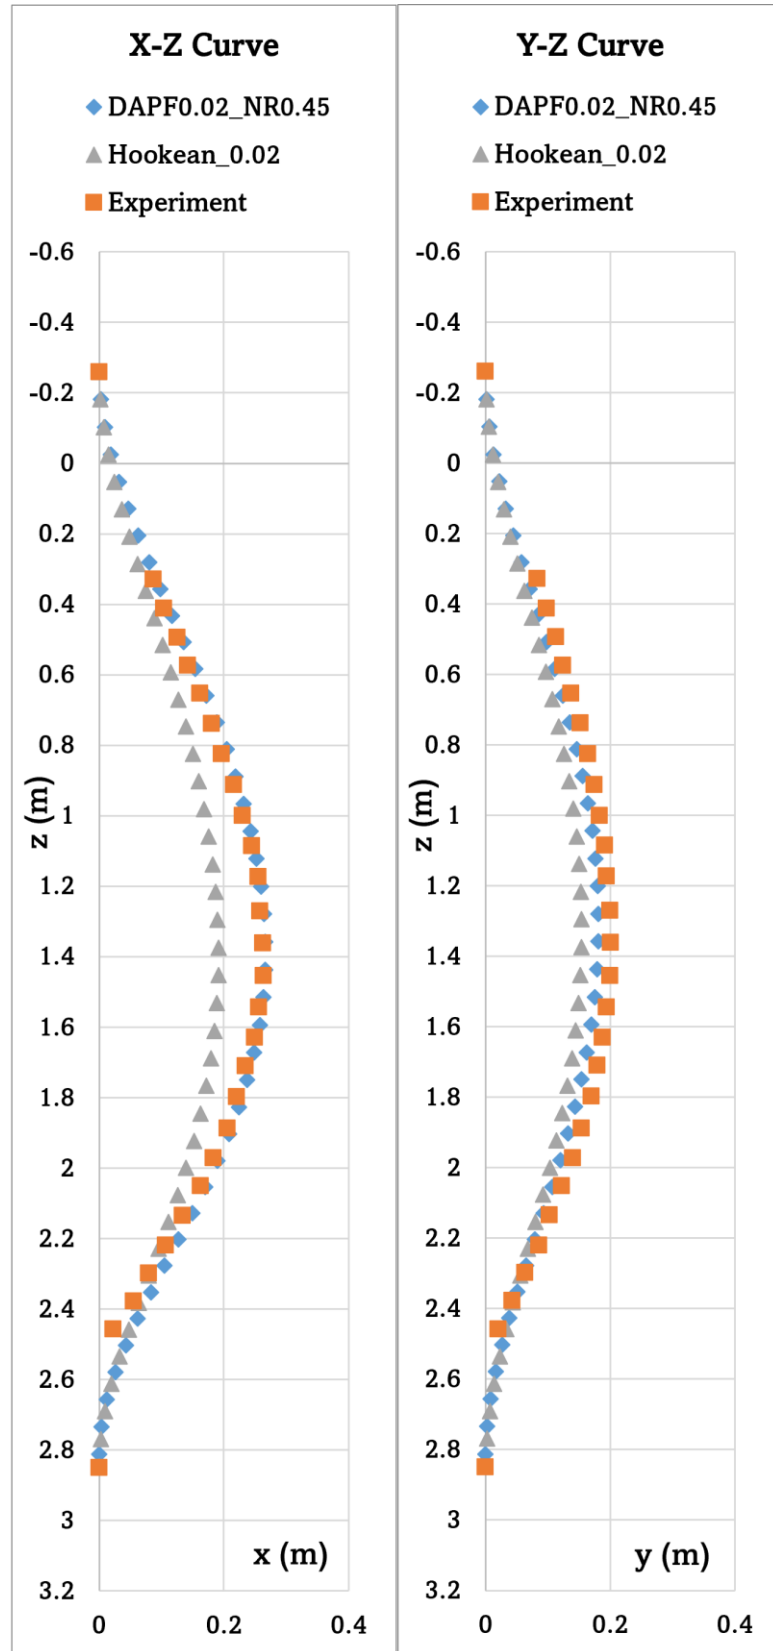 X-Z Curve
DAPF0.02_NR0.45
Hookean_0.02
Experiment
-0.6
-0.4
-0.2
0
0.2
0.4
0.6
0.8
1
1.2
1.4
1.6
1.8
2
2.2
2.4
2.6
2.8
3
3.2
z (m)
x (m)
0 0.2 0.4
Y-Z Curve
DAPF0.02_NR0.45
Hookean_0.02
Experiment
-0.6
-0.4
-0.2
0
0.2
0.4
0.6
0.8
1
1.2
1.4
1.6
1.8
2
2.2
2.4
2.6
2.8
3
3.2
z (m)
y (m)
0 0.2 0.4